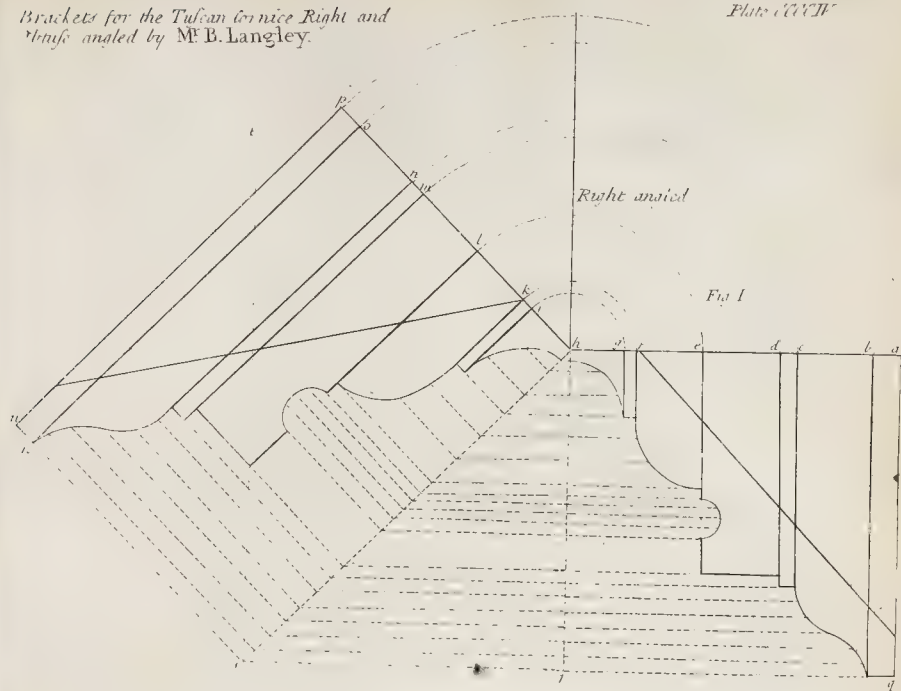 Brackets for the Tuscan Cornice Right and
angled by Mr. B. Langley.
Plate
p
o
n
m
Right angled
l
k
Fig I
i
h
g
f
e
d
c
b
a
n
q